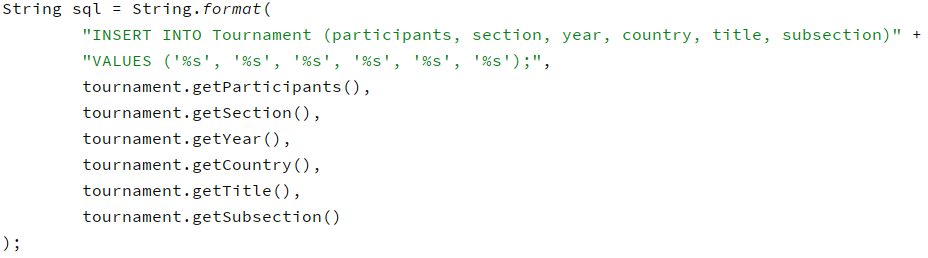 String sql = String.format(
"INSERT INTO Tournament (participants, section, year, country, title, subsection)" +
"VALUES ('%s', '%s', '%s', '%s', '%s', '%s');",
tournament.getParticipants(),
tournament.getSection(),
tournament.getYear(),
tournament.getCountry(),
tournament.getTitle(),
tournament.getSubsection()
);